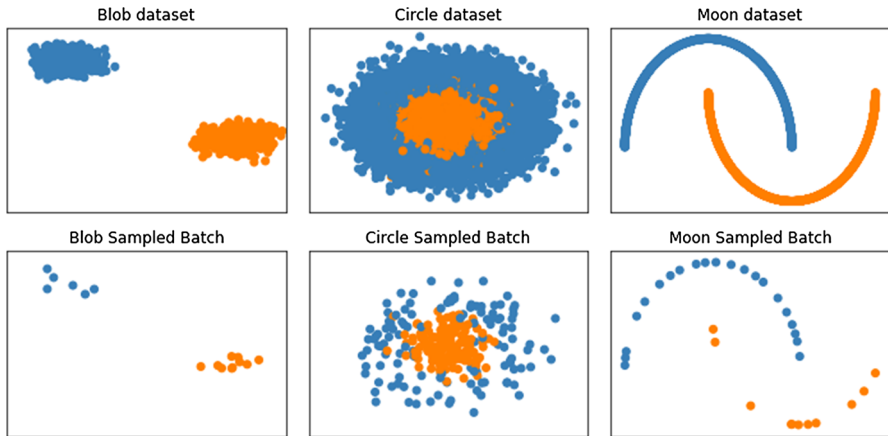 Blob dataset
Circle dataset
Moon dataset
Blob Sampled Batch
Circle Sampled Batch
Moon Sampled Batch